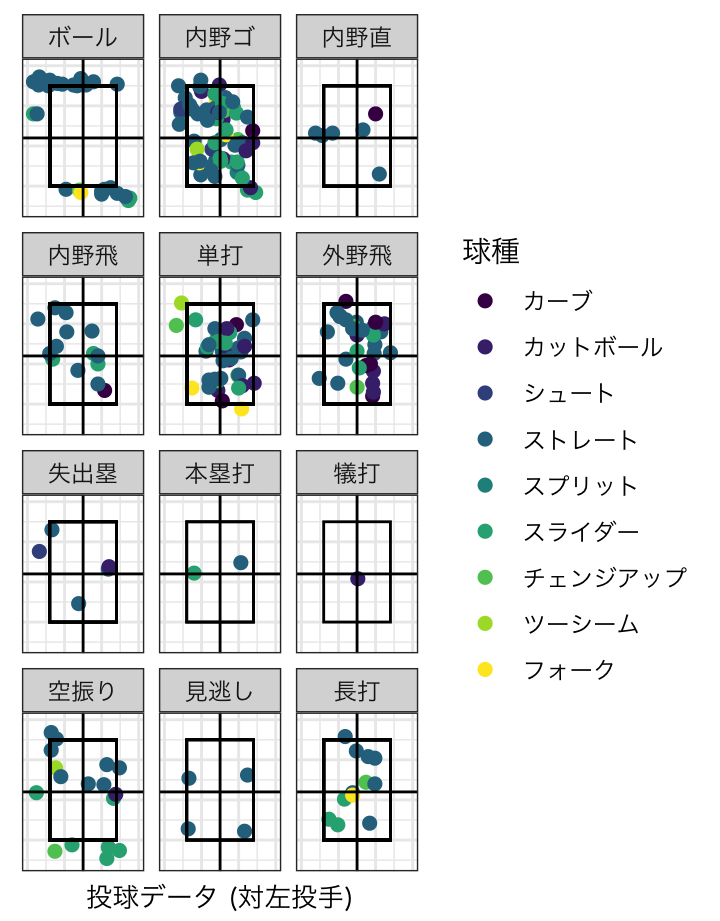 ボール
内野ゴ
内野直
内野飛
単打
外野飛
失出塁
本塁打
犠打
空振り
見逃し
長打
投球データ (対左投手)
球種
カーブ
カットボール
シュート
ストレート
スプリット
スライダー
チェンジアップ
ツーシーム
フォーク